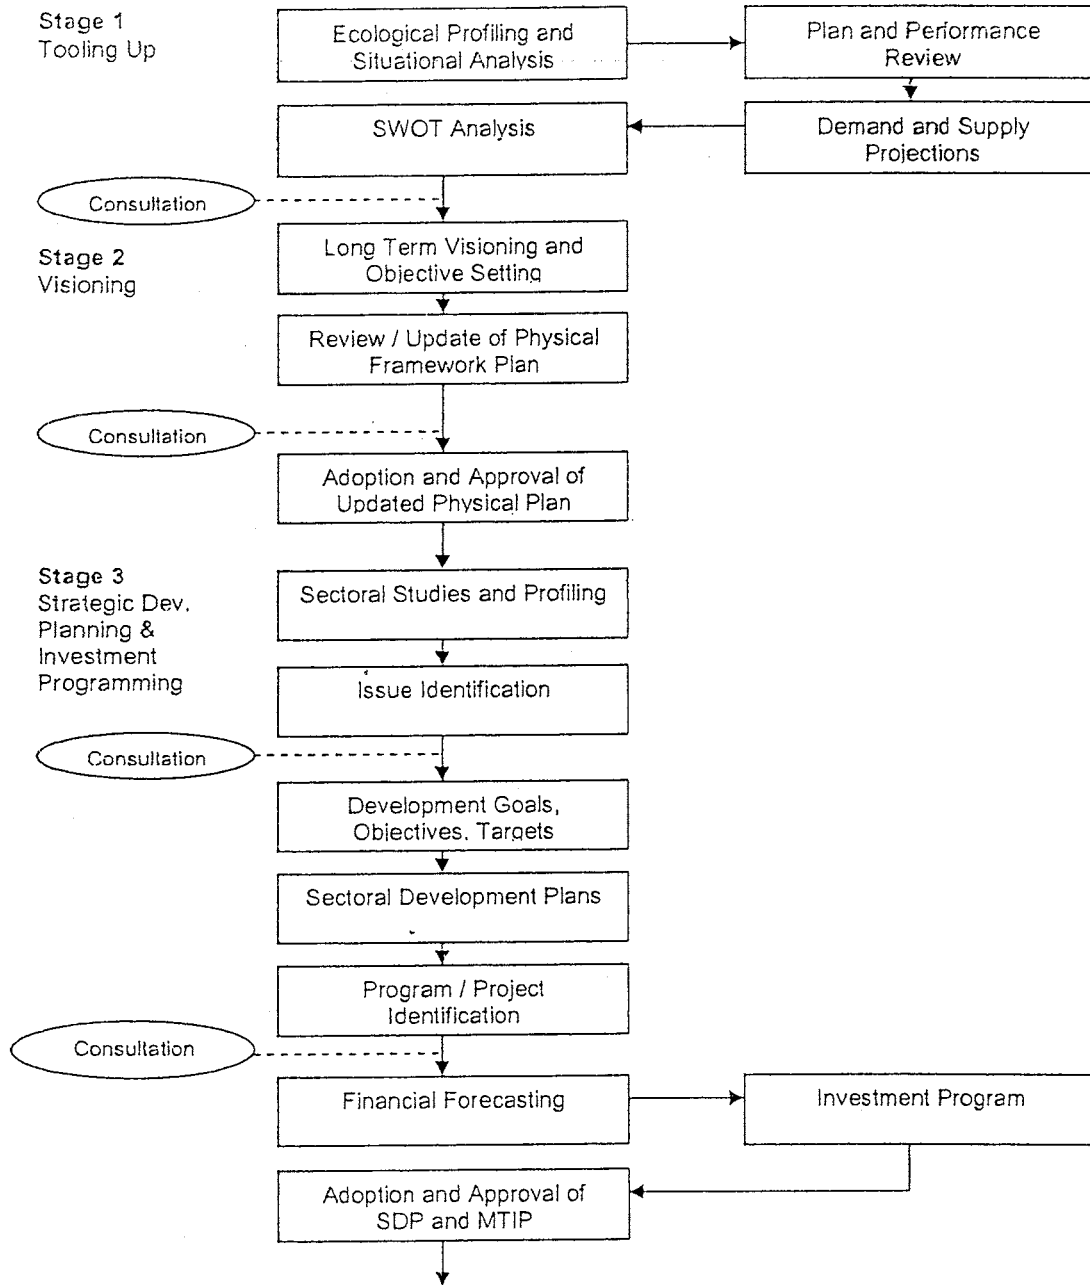 Stage 1
Tooling Up
Ecological Profiling and
Situational Analysis
Plan and Performance
Review
SWOT Analysis
Demand and Supply
Projections
Consultation
Stage 2
Visioning
Long Term Visioning and
Objective Setting
Review / Update of Physical
Framework Plan
Consultation
Adoption and Approval of
Updated Physical Plan
Stage 3
Strategic Dev.
Planning &
Investment
Programming
Sectoral Studies and Profiling
Issue Identification
Consultation
Development Goals,
Objectives, Targets
Sectoral Development Plans
Program / Project
Identification
Consultation
Financial Forecasting
Investment Program
Adoption and Approval of
SDP and MTIP